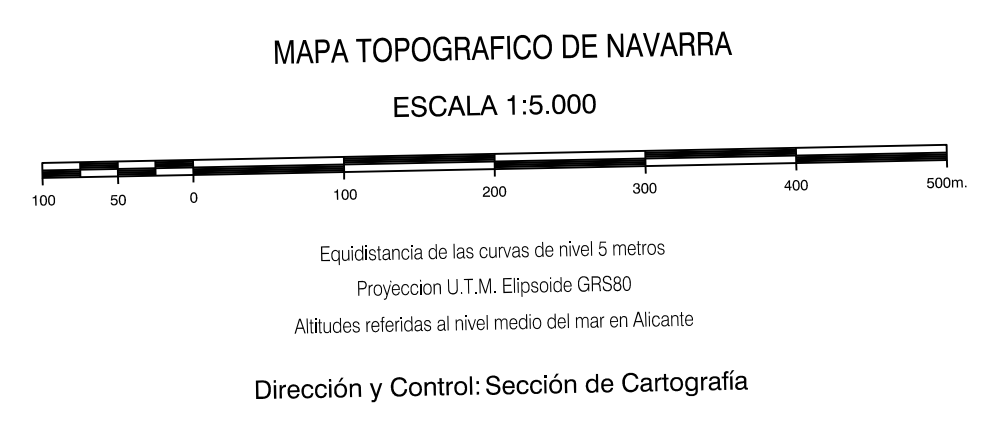 MAPA TOPOGRAFICO DE NAVARRA
ESCALA 1:5.000
100 50 0 100 200 300 400 500m.
Equidistancia de las curvas de nivel 5 metros
Proyeccion U.T.M. Elipsoide GRS80
Altitudes referidas al nivel medio del mar en Alicante
Dirección y Control: Sección de Cartografía